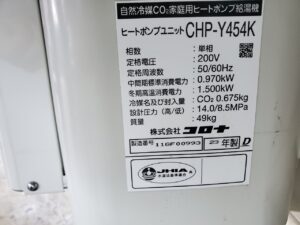 自然冷媒CO₂家庭用ヒートポンプ給湯機
ヒートポンプユニット CHP-Y454K
相数 : 単相
定格電圧 : 200V
定格周波数 : 50/60Hz
中間期標準消費電力 : 0.970kW
冬期高温消費電力 : 1.500kW
冷媒名及び封入量 : CO₂ 0.675kg
設計圧力(高/低) : 14.0/8.5MPa
質量 : 49kg
株式会社 コロナ
製造番号 11GF00993 23年製 D
JHIA